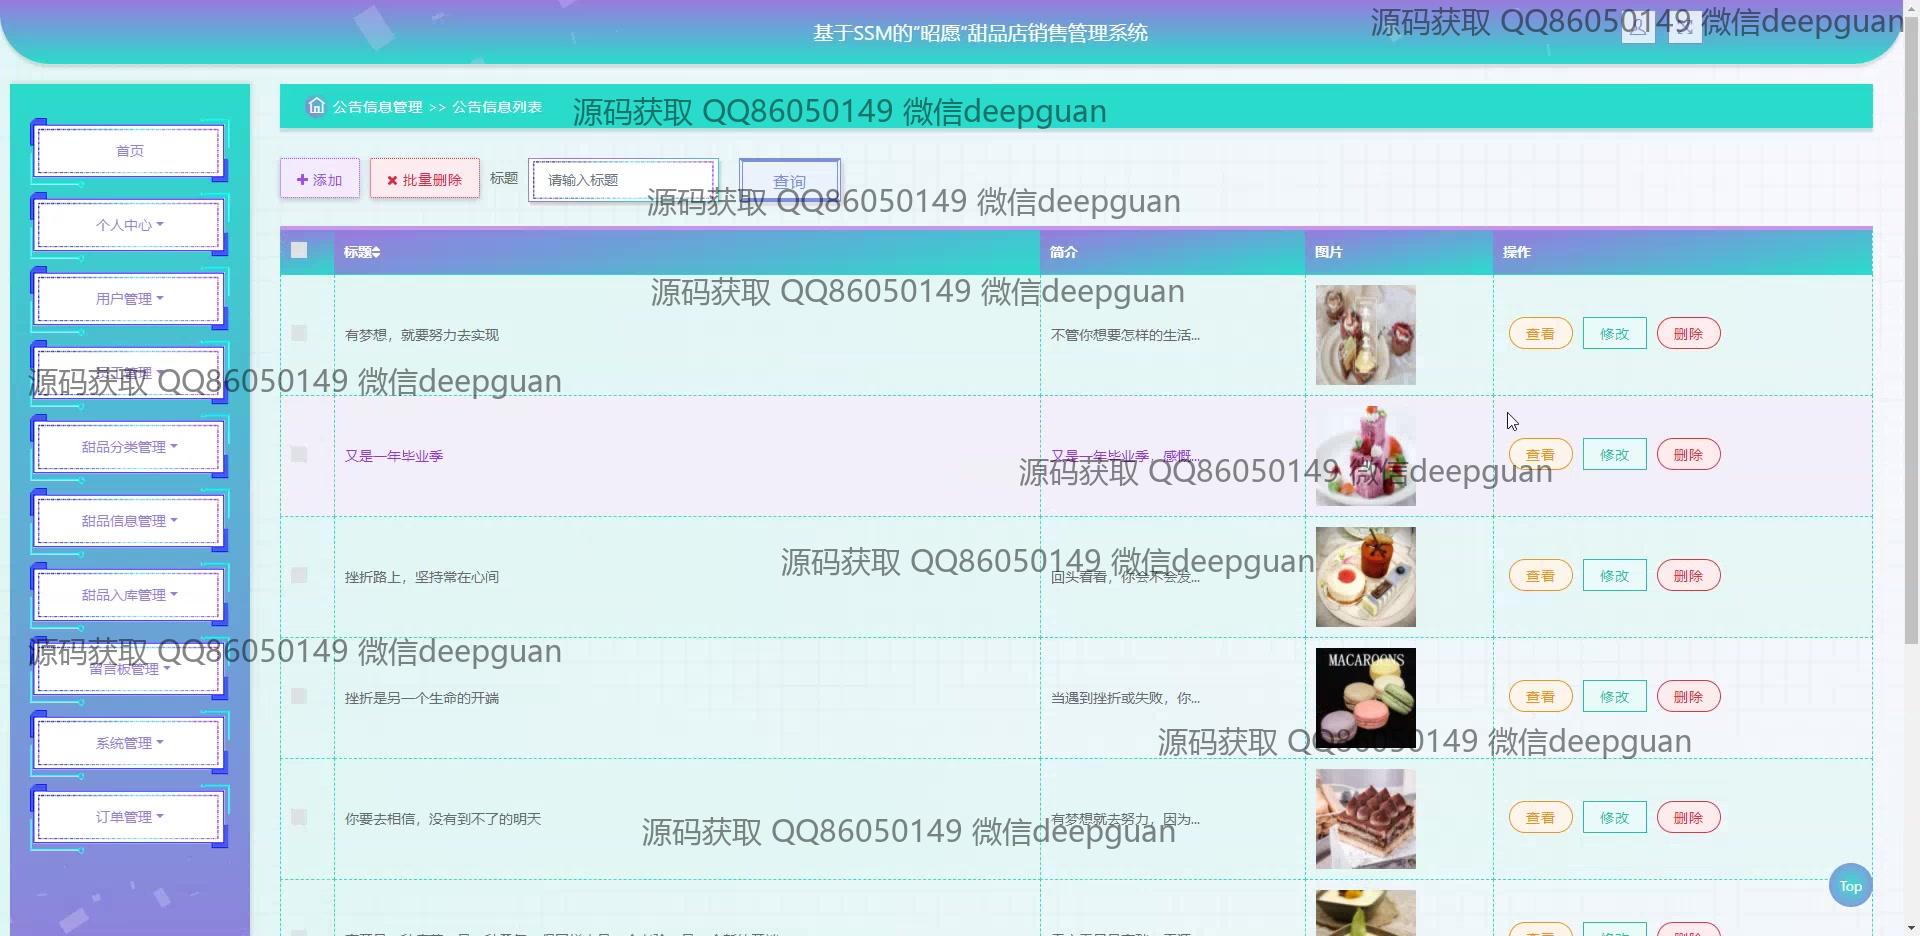 基于SSM的“昭愿”甜品店销售管理系统
源码获取 QQ86050149 微信deepguan
首页
个人中心
用户管理
员工管理
甜品分类管理
甜品信息管理
甜品入库管理
留言板管理
系统管理
订单管理
公告信息管理 >> 公告信息列表
源码获取 QQ86050149 微信deepguan
添加
批量删除
标题
请输入标题
查询
源码获取 QQ86050149 微信deepguan
标题 简介 图片 操作
源码获取 QQ86050149 微信deepguan
有梦想，就要努力去实现 不管你想要怎样的生活... 查看 修改 删除
源码获取 QQ86050149 微信deepguan
又是一年毕业季 又是一年毕业季，感慨... 查看 修改 删除
源码获取 QQ86050149 微信deepguan
源码获取 QQ86050149 微信deepguan
挫折路上，坚持常在心间 回头看看，你会不会发... 查看 修改 删除
源码获取 QQ86050149 微信deepguan
MACAROONS
挫折是另一个生命的开端 当遇到挫折或失败，你... 查看 修改 删除
源码获取 QQ86050149 微信deepguan
你要去相信，没有到不了的明天 有梦想就去努力，因为... 查看 修改 删除
源码获取 QQ86050149 微信deepguan
Top